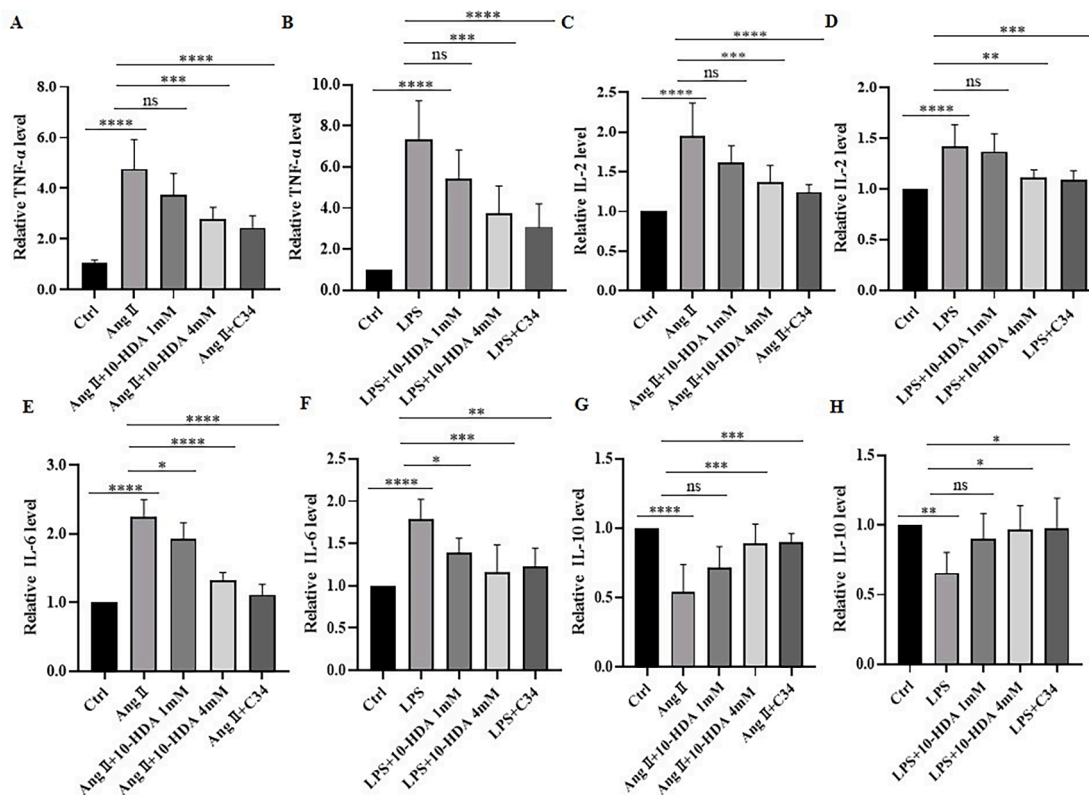 A
****
***
ns
****
Relative TNF-α level
8.0
6.0
4.0
2.0
0.0
Ctrl
Ang II
Ang II+10-HDA 1mM
Ang II+10-HDA 4mM
Ang II+C34
B
****
***
ns
****
Relative TNF-α level
10.0
8.0
6.0
4.0
2.0
0.0
Ctrl
LPS
LPS+10-HDA 1mM
LPS+10-HDA 4mM
LPS+C34
C
****
***
ns
****
Relative IL-2 level
2.5
2.0
1.5
1.0
0.5
0.0
Ctrl
Ang II
Ang II+10-HDA 1mM
Ang II+10-HDA 4mM
Ang II+C34
D
***
**
ns
****
Relative IL-2 level
2.0
1.5
1.0
0.5
0.0
Ctrl
LPS
LPS+10-HDA 1mM
LPS+10-HDA 4mM
LPS+C34
E
****
****
*
****
Relative IL-6 level
3.0
2.0
1.0
0.0
Ctrl
Ang II
Ang II+10-HDA 1mM
Ang II+10-HDA 4mM
Ang II+C34
F
**
***
*
****
Relative IL-6 level
2.5
2.0
1.5
1.0
0.5
0.0
Ctrl
LPS
LPS+10-HDA 1mM
LPS+10-HDA 4mM
LPS+C34
G
***
***
ns
****
Relative IL-10 level
1.5
1.0
0.5
0.0
Ctrl
Ang II
Ang II+10-HDA 1mM
Ang II+10-HDA 4mM
Ang II+C34
H
*
*
ns
**
Relative IL-10 level
1.5
1.0
0.5
0.0
Ctrl
LPS
LPS+10-HDA 1mM
LPS+10-HDA 4mM
LPS+C34